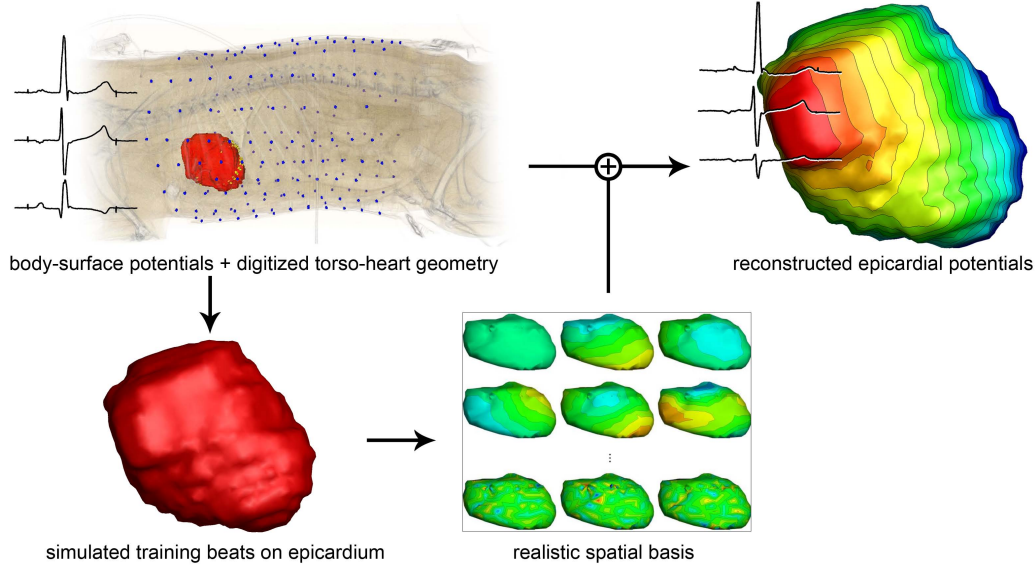 body-surface potentials + digitized torso-heart geometry
reconstructed epicardial potentials
simulated training beats on epicardium
realistic spatial basis